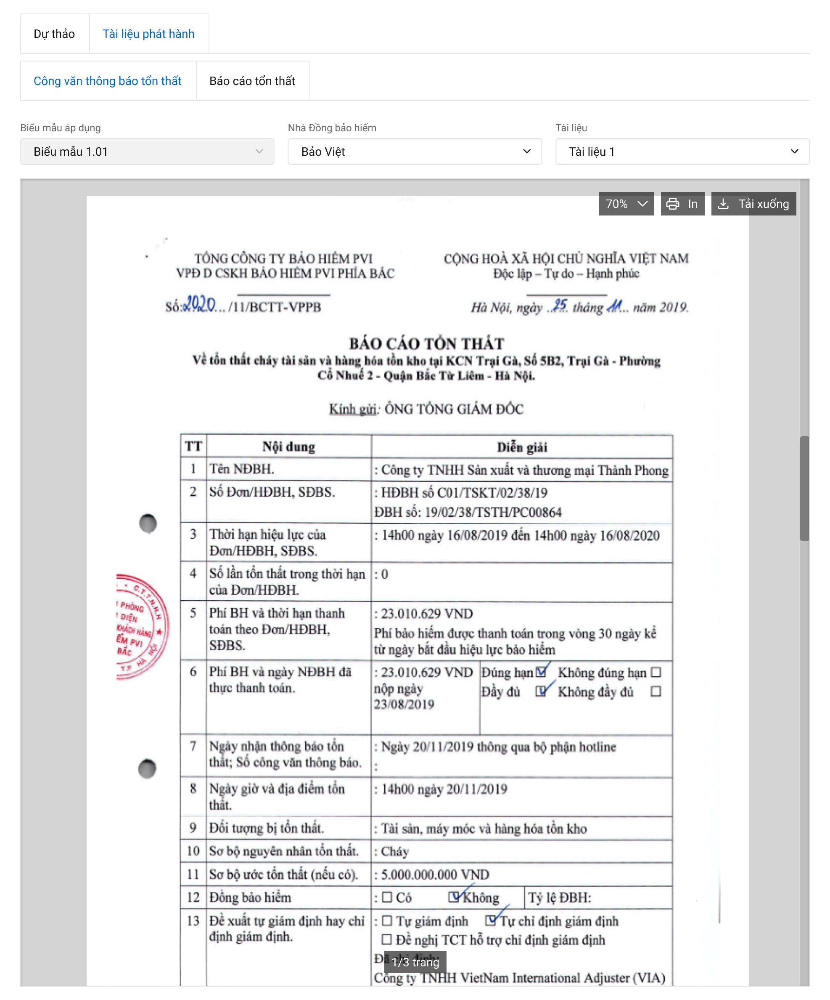 Dự thảo
Tài liệu phát hành
Công văn thông báo tổn thất
Báo cáo tổn thất
Biểu mẫu áp dụng
Nhà Đồng bảo hiểm
Tài liệu
Biểu mẫu 1.01
Bảo Việt
Tài liệu 1
70%
In
Tải xuống
TỔNG CÔNG TY BẢO HIỂM PVI
VPĐ D CSKH BẢO HIỂM PVI PHÍA BẮC
CỘNG HOÀ XÃ HỘI CHỦ NGHĨA VIỆT NAM
Độc lập – Tự do – Hạnh phúc
Số:2020... /11/BCTT-VPPB
Hà Nội, ngày ..25.. tháng 11... năm 2019.
BÁO CÁO TỔN THẤT
Về tổn thất cháy tài sản và hàng hóa tồn kho tại KCN Trại Gà, Số 5B2, Trại Gà - Phường
Cổ Nhuế 2 - Quận Bắc Từ Liêm - Hà Nội.
Kính gửi: ÔNG TỔNG GIÁM ĐỐC
TT Nội dung Diễn giải
1 Tên NĐBH. : Công ty TNHH Sản xuất và thương mại Thành Phong
2 Số Đơn/HĐBH, SĐBS. : HĐBH số C01/TSKT/02/38/19
ĐBH số: 19/02/38/TSTH/PC00864
3 Thời hạn hiệu lực của : 14h00 ngày 16/08/2019 đến 14h00 ngày 16/08/2020
Đơn/HĐBH, SĐBS.
4 Số lần tổn thất trong thời hạn : 0
của Đơn/HĐBH.
5 Phí BH và thời hạn thanh : 23.010.629 VND
toán theo Đơn/HĐBH, Phí bảo hiểm được thanh toán trong vòng 30 ngày kể
SĐBS. từ ngày bắt đầu hiệu lực bảo hiểm
6 Phí BH và ngày NĐBH đã : 23.010.629 VND Đúng hạn Không đúng hạn
thực thanh toán. nộp ngày Đầy đủ Không đầy đủ
23/08/2019
7 Ngày nhận thông báo tổn : Ngày 20/11/2019 thông qua bộ phận hotline
thất; Số công văn thông báo. :
8 Ngày giờ và địa điểm tổn : 14h00 ngày 20/11/2019
thất.
9 Đối tượng bị tổn thất. : Tài sản, máy móc và hàng hóa tồn kho
10 Sơ bộ nguyên nhân tổn thất. : Cháy
11 Sơ bộ ước tổn thất (nếu có). : 5.000.000.000 VND
12 Đồng bảo hiểm : Có Không Tỷ lệ ĐBH:
13 Đề xuất tự giám định hay chỉ : Tự giám định Tự chỉ định giám định
định giám định. Đề nghị TCT hỗ trợ chỉ định giám định
Đã chỉ định:
1/3 trang
Công ty TNHH VietNam International Adjuster (VIA)
C.T.T.N.H.H
PHÒNG
DIỆN
KHÁCH HÀNG
ỂM PVI
BẮC
T.P HÀ NỘI